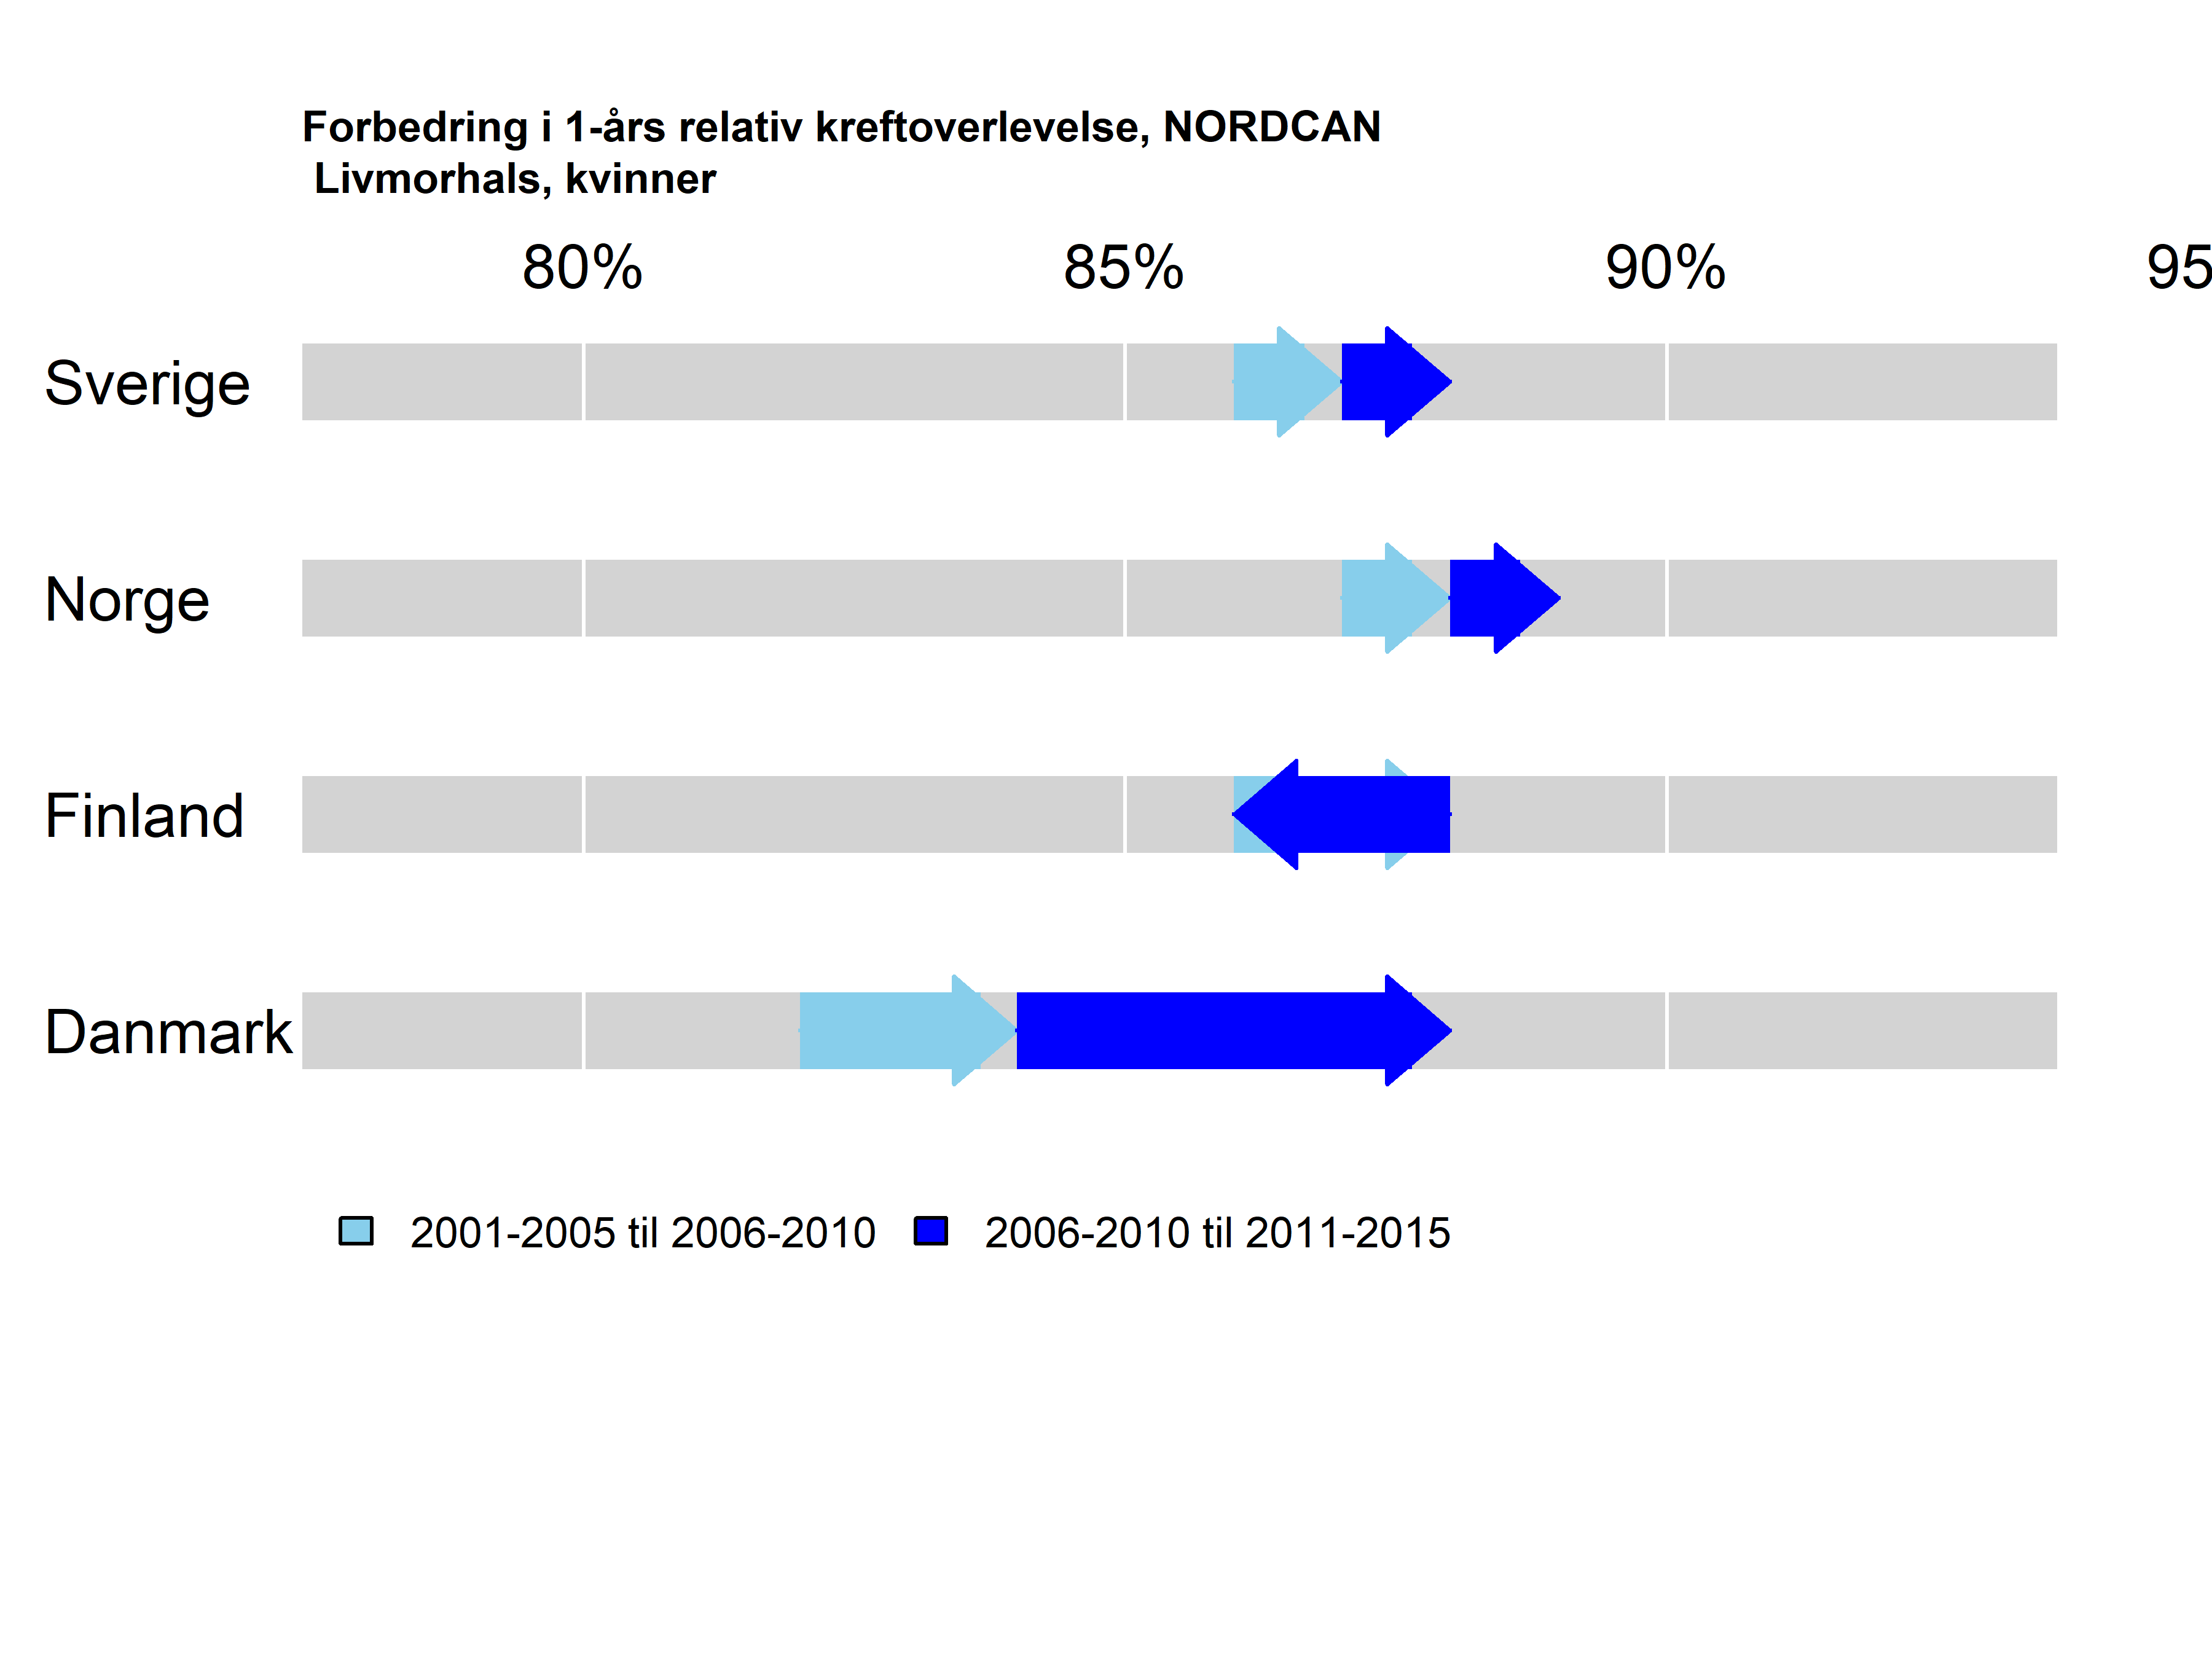 Forbedring i 1-års relativ kreftoverlevelse, NORDCAN
Livmorhals, kvinner
80% 85% 90% 95
Sverige
Norge
Finland
Danmark
2001-2005 til 2006-2010 2006-2010 til 2011-2015